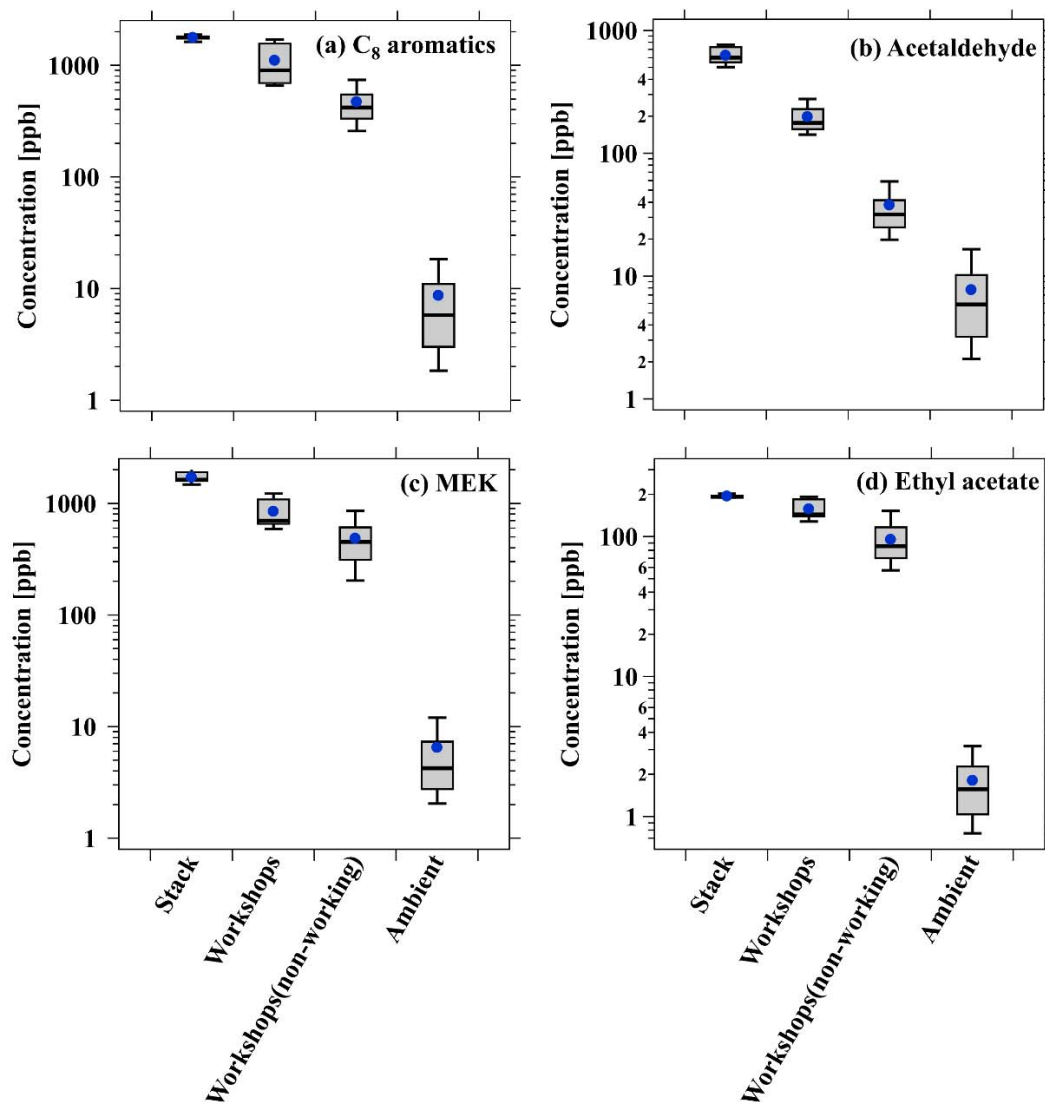 (a) C₈ aromatics
Concentration [ppb]
1000
100
10
1
(b) Acetaldehyde
Concentration [ppb]
1000
4
2
100
4
2
10
4
2
1
(c) MEK
Concentration [ppb]
1000
100
10
1
Stack
Workshops
Workshops(non-working)
Ambient
(d) Ethyl acetate
Concentration [ppb]
2
100
6
4
2
10
6
4
2
1
Stack
Workshops
Workshops(non-working)
Ambient